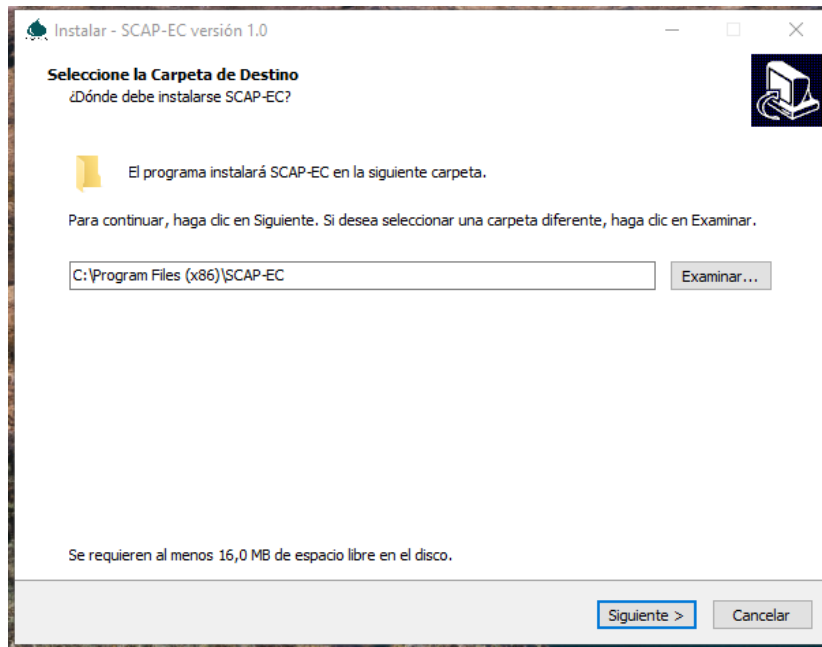 Instalar - SCAP-EC versión 1.0
Seleccione la Carpeta de Destino
¿Dónde debe instalarse SCAP-EC?
El programa instalará SCAP-EC en la siguiente carpeta.
Para continuar, haga clic en Siguiente. Si desea seleccionar una carpeta diferente, haga clic en Examinar.
C:\Program Files (x86)\SCAP-EC
Examinar...
Se requieren al menos 16,0 MB de espacio libre en el disco.
Siguiente >
Cancelar